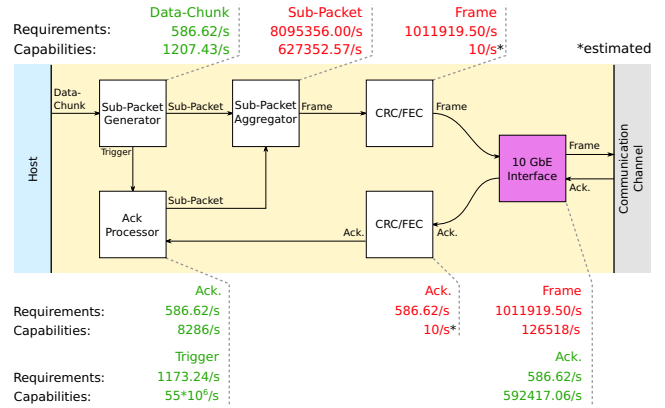 Data-Chunk Sub-Packet Frame
Requirements: 586.62/s 8095356.00/s 1011919.50/s
Capabilities: 1207.43/s 627352.57/s 10/s* *estimated
Host
Data-
Chunk
Sub-Packet
Generator
Sub-Packet
Sub-Packet
Aggregator
Frame
CRC/FEC
Frame
10 GbE
Interface
Frame
Ack.
Communication
Channel
Trigger
Ack
Processor
Sub-Packet
Ack.
CRC/FEC
Ack.
Ack. Ack. Frame
Requirements: 586.62/s 586.62/s 1011919.50/s
Capabilities: 8286/s 10/s* 126518/s
Trigger Ack.
Requirements: 1173.24/s 586.62/s
Capabilities: 55*10⁶/s 592417.06/s